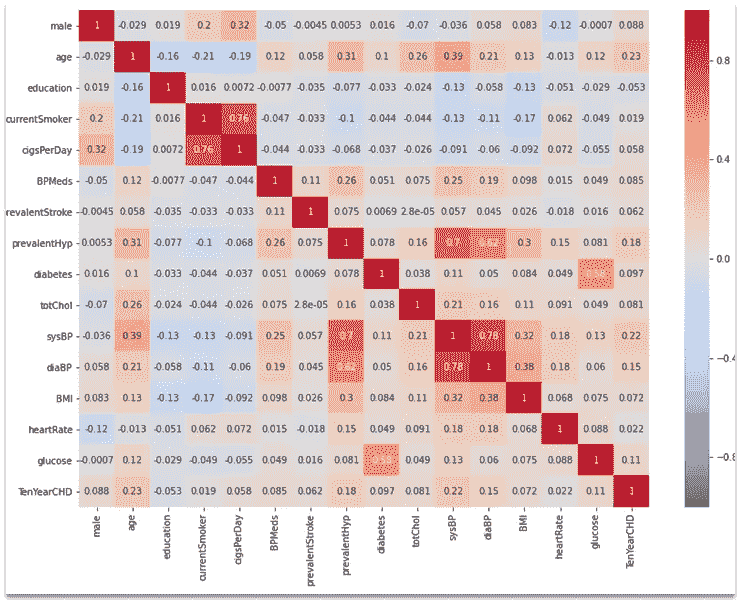 male 1 -0.029 0.019 0.2 0.32 -0.05 -0.0045 0.0053 0.016 -0.07 -0.036 0.058 0.083 -0.12 -0.0007 0.088
age -0.029 1 -0.16 -0.21 -0.19 0.12 0.058 0.31 0.1 0.26 0.39 0.21 0.13 -0.013 0.12 0.23
education 0.019 -0.16 1 0.016 0.0072 -0.0077 -0.035 -0.077 -0.033 -0.024 -0.13 -0.058 -0.13 -0.051 -0.029 -0.053
currentSmoker 0.2 -0.21 0.016 1 0.76 -0.047 -0.033 -0.1 -0.044 -0.044 -0.13 -0.11 -0.17 0.062 -0.049 0.019
cigsPerDay 0.32 -0.19 0.0072 0.76 1 -0.044 -0.033 -0.068 -0.037 -0.026 -0.091 -0.06 -0.092 0.072 -0.055 0.058
BPMeds -0.05 0.12 -0.0077 -0.047 -0.044 1 0.11 0.26 0.051 0.075 0.25 0.19 0.098 0.015 0.049 0.085
revalentStroke -0.0045 0.058 -0.035 -0.033 -0.033 0.11 1 0.075 0.0069 2.8e-05 0.057 0.045 0.026 -0.018 0.016 0.062
prevalentHyp 0.0053 0.31 -0.077 -0.1 -0.068 0.26 0.075 1 0.078 0.16 0.7 0.3 0.15 0.081 0.18
diabetes 0.016 0.1 -0.033 -0.044 -0.037 0.051 0.0069 0.078 1 0.038 0.11 0.05 0.084 0.049 0.097
totChol -0.07 0.26 -0.024 -0.044 -0.026 0.075 2.8e-05 0.16 0.038 1 0.21 0.16 0.11 0.091 0.049 0.081
sysBP -0.036 0.39 -0.13 -0.13 -0.091 0.25 0.057 0.7 0.11 0.21 1 0.78 0.32 0.18 0.13 0.22
diaBP 0.058 0.21 -0.058 -0.11 -0.06 0.19 0.045 0.05 0.16 0.78 1 0.38 0.18 0.06 0.15
BMI 0.083 0.13 -0.13 -0.17 -0.092 0.098 0.026 0.3 0.084 0.11 0.32 0.38 1 0.068 0.075 0.072
heartRate -0.12 -0.013 -0.051 0.062 0.072 0.015 -0.018 0.15 0.049 0.091 0.18 0.18 0.068 1 0.088 0.022
glucose -0.0007 0.12 -0.029 -0.049 -0.055 0.049 0.016 0.081 0.049 0.13 0.06 0.075 0.088 1 0.11
TenYearCHD 0.088 0.23 -0.053 0.019 0.058 0.085 0.062 0.18 0.097 0.081 0.22 0.15 0.072 0.022 0.11 1
male age education currentSmoker cigsPerDay BPMeds prevalentStroke prevalentHyp diabetes totChol sysBP diaBP BMI heartRate glucose TenYearCHD
0.8
0.4
0.0
-0.4
-0.8